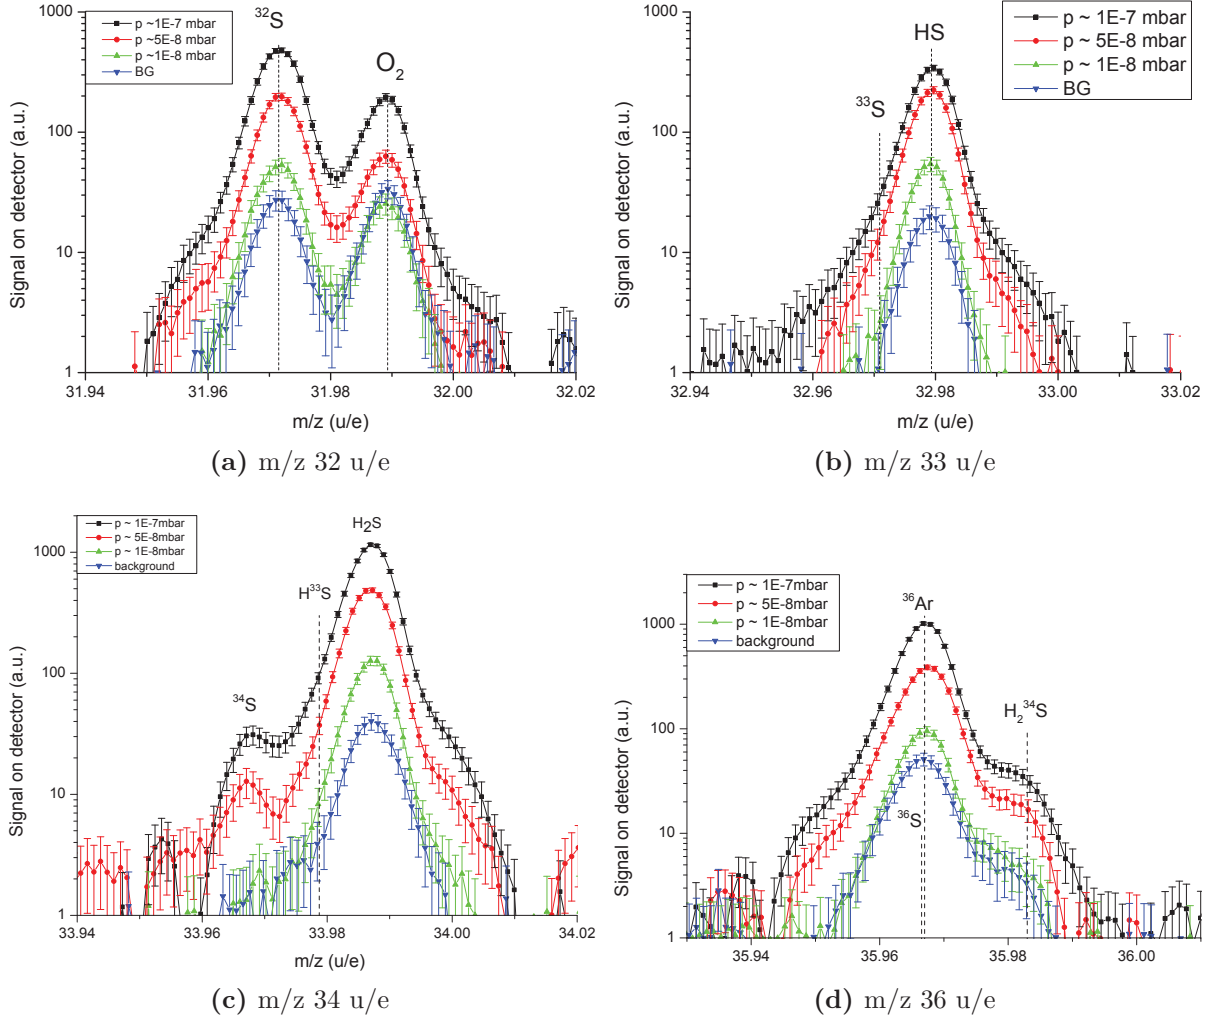 p ~1E-7 mbar
p ~5E-8 mbar
p ~1E-8 mbar
BG
³²S
O₂
Signal on detector (a.u.)
1000
100
10
1
31.94
31.96
31.98
32.00
32.02
m/z (u/e)
(a) m/z 32 u/e
p ~ 1E-7 mbar
p ~ 5E-8 mbar
p ~ 1E-8 mbar
BG
HS
³³S
Signal on detector (a.u.)
1000
100
10
1
32.94
32.96
32.98
33.00
33.02
m/z (u/e)
(b) m/z 33 u/e
p ~ 1E-7mbar
p ~ 5E-8mbar
p ~ 1E-8mbar
background
H₂S
H³³S
³⁴S
Signal on detector (a.u.)
1000
100
10
1
33.94
33.96
33.98
34.00
34.02
m/z (u/e)
(c) m/z 34 u/e
p ~ 1E-7mbar
p ~ 5E-8mbar
p ~ 1E-8mbar
background
³⁶Ar
H₂³⁴S
³⁶S
Signal on detector (a.u.)
1000
100
10
1
35.94
35.96
35.98
36.00
(d) m/z 36 u/e